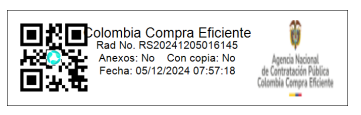 Colombia Compra Eficiente
Rad No. RS20241205016145
Anexos: No Con copia: No
Fecha: 05/12/2024 07:57:18
Agencia Nacional
de Contratación Pública
Colombia Compra Eficiente